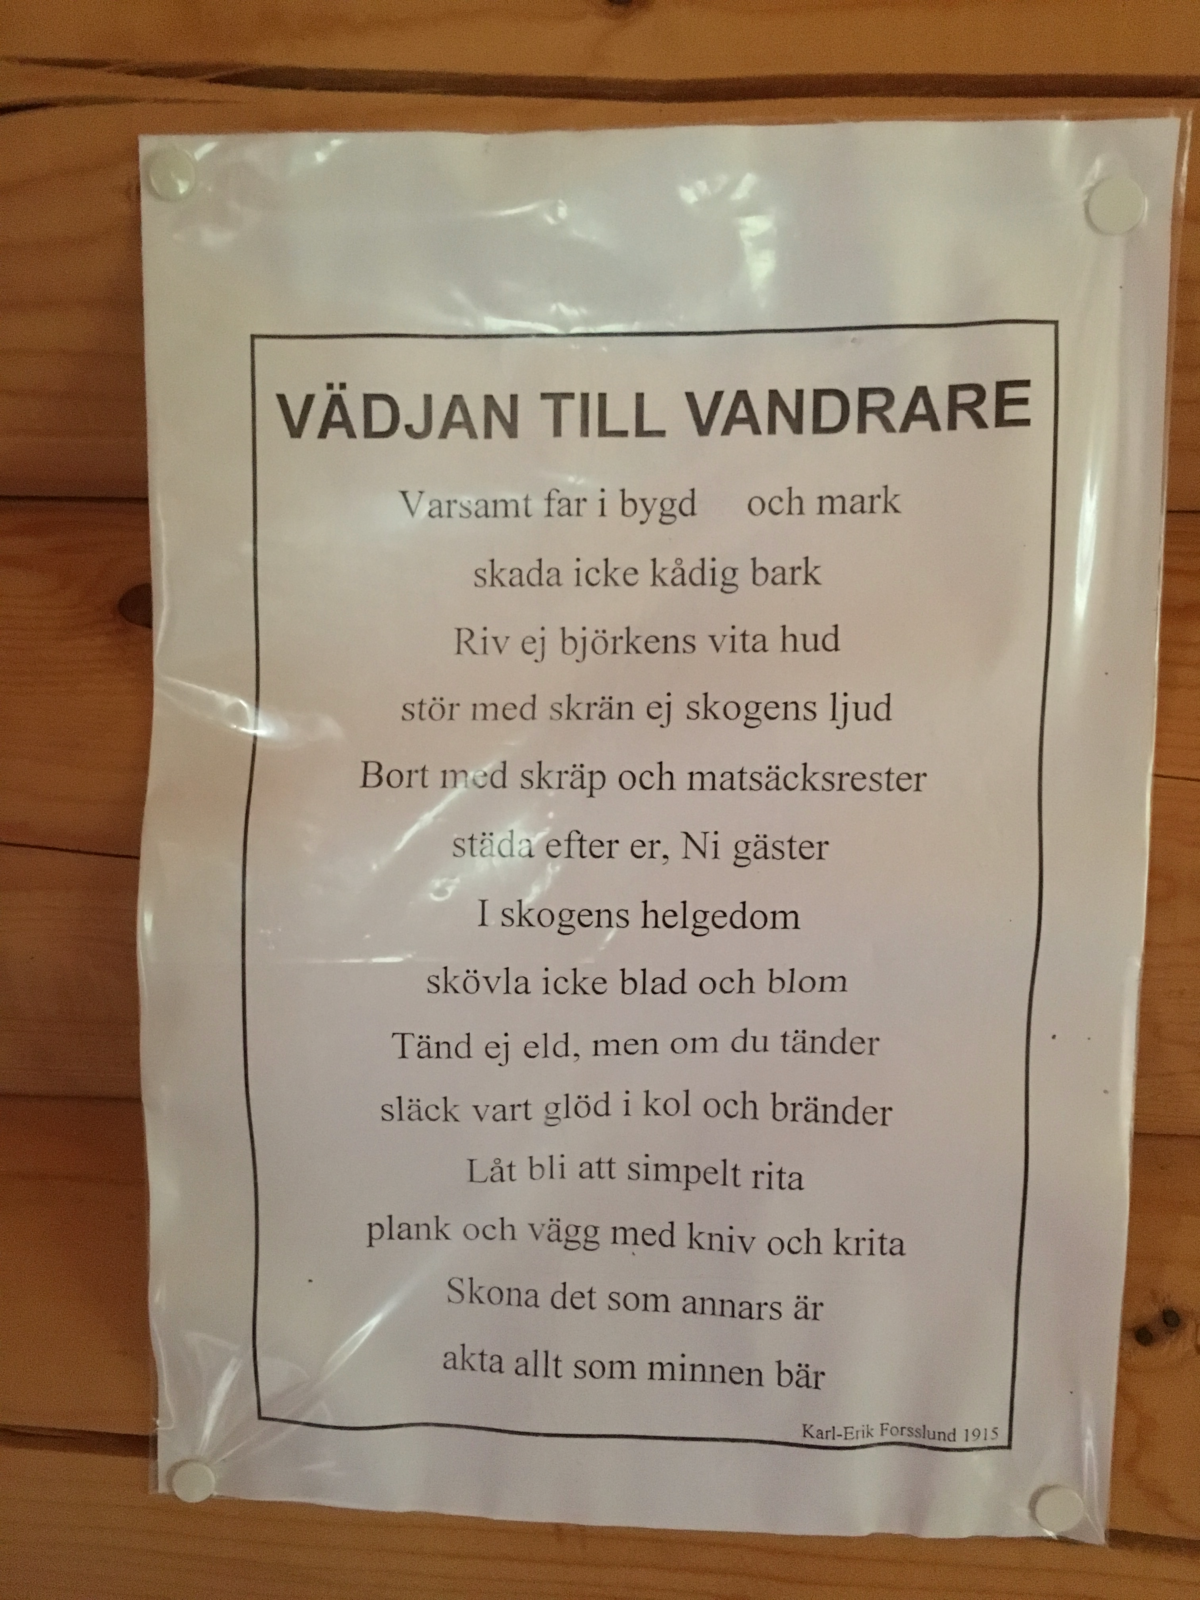 VÄDJAN TILL VANDRARE
Varsamt far i bygd och mark
skada icke kådig bark
Riv ej björkens vita hud
stör med skrän ej skogens ljud
Bort med skräp och matsäcksrester
städa efter er, Ni gäster
I skogens helgedom
skövla icke blad och blom
Tänd ej eld, men om du tänder
släck vart glöd i kol och bränder
Låt bli att simpelt rita
plank och vägg med kniv och krita
Skona det som annars är
akta allt som minnen bär
Karl-Erik Forsslund 1915